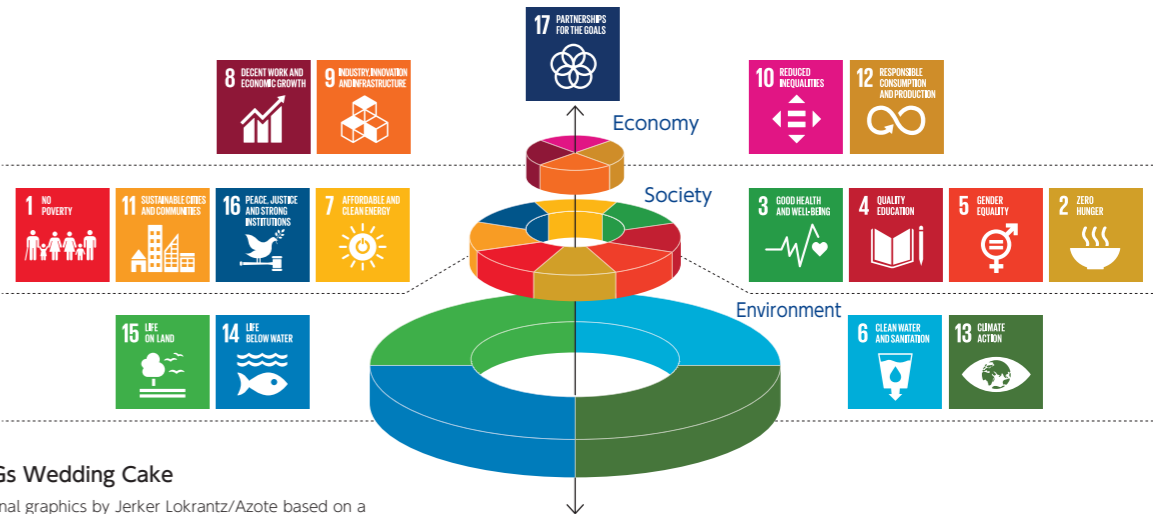 17 PARTNERSHIPS
FOR THE GOALS
8 DECENT WORK AND
ECONOMIC GROWTH
9 INDUSTRY, INNOVATION
AND INFRASTRUCTURE
10 REDUCED
INEQUALITIES
12 RESPONSIBLE
CONSUMPTION
AND PRODUCTION
Economy
1 NO
POVERTY
11 SUSTAINABLE CITIES
AND COMMUNITIES
16 PEACE, JUSTICE
AND STRONG
INSTITUTIONS
7 AFFORDABLE AND
CLEAN ENERGY
Society
3 GOOD HEALTH
AND WELL-BEING
4 QUALITY
EDUCATION
5 GENDER
EQUALITY
2 ZERO
HUNGER
Environment
15 LIFE
ON LAND
14 LIFE
BELOW WATER
6 CLEAN WATER
AND SANITATION
13 CLIMATE
ACTION
Gs Wedding Cake
nal graphics by Jerker Lokrantz/Azote based on a